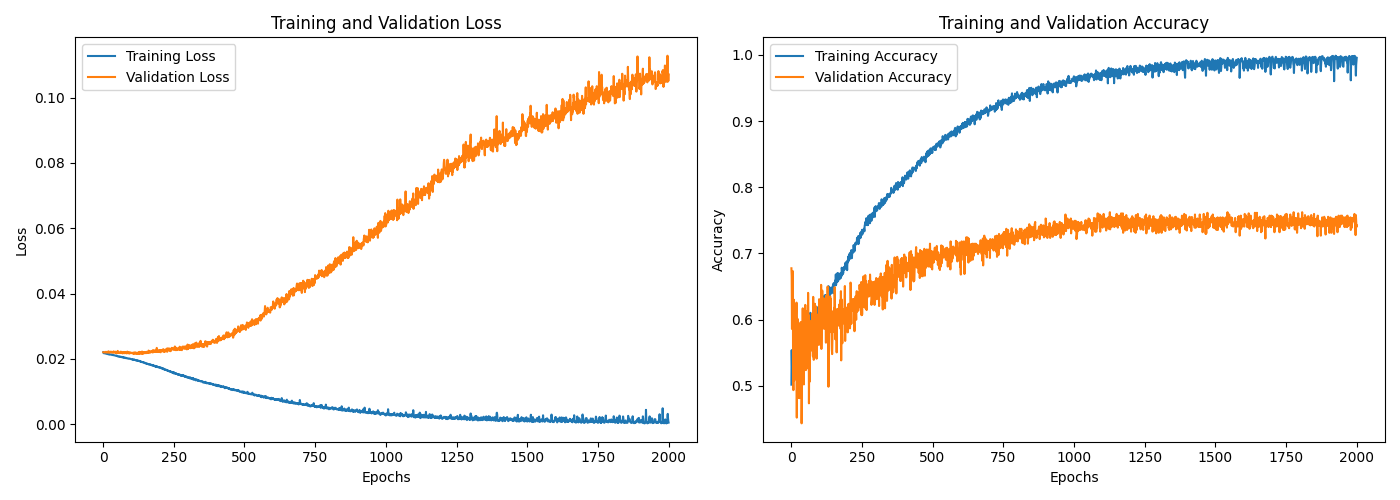 Training and Validation Loss
Training Loss
Validation Loss
Loss
0.10
0.08
0.06
0.04
0.02
0.00
0 250 500 750 1000 1250 1500 1750 2000
Epochs
Training and Validation Accuracy
Training Accuracy
Validation Accuracy
Accuracy
1.0
0.9
0.8
0.7
0.6
0.5
0 250 500 750 1000 1250 1500 1750 2000
Epochs